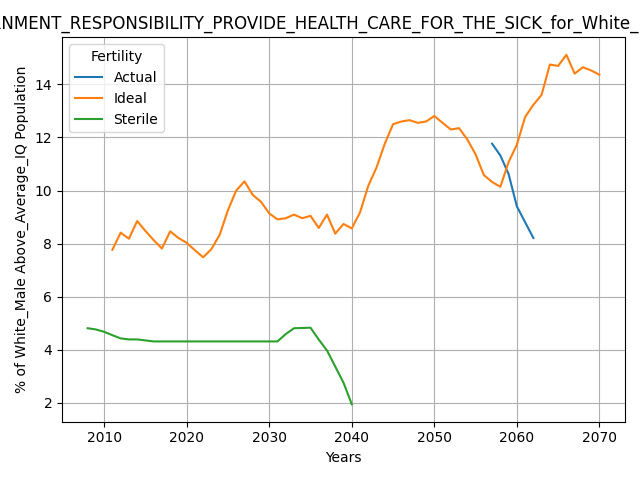 RNMENT_RESPONSIBILITY_PROVIDE_HEALTH_CARE_FOR_THE_SICK_for_White_
Fertility
Actual
Ideal
Sterile
% of White_Male Above_Average_IQ Population
14
12
10
8
6
4
2
2010 2020 2030 2040 2050 2060 2070
Years